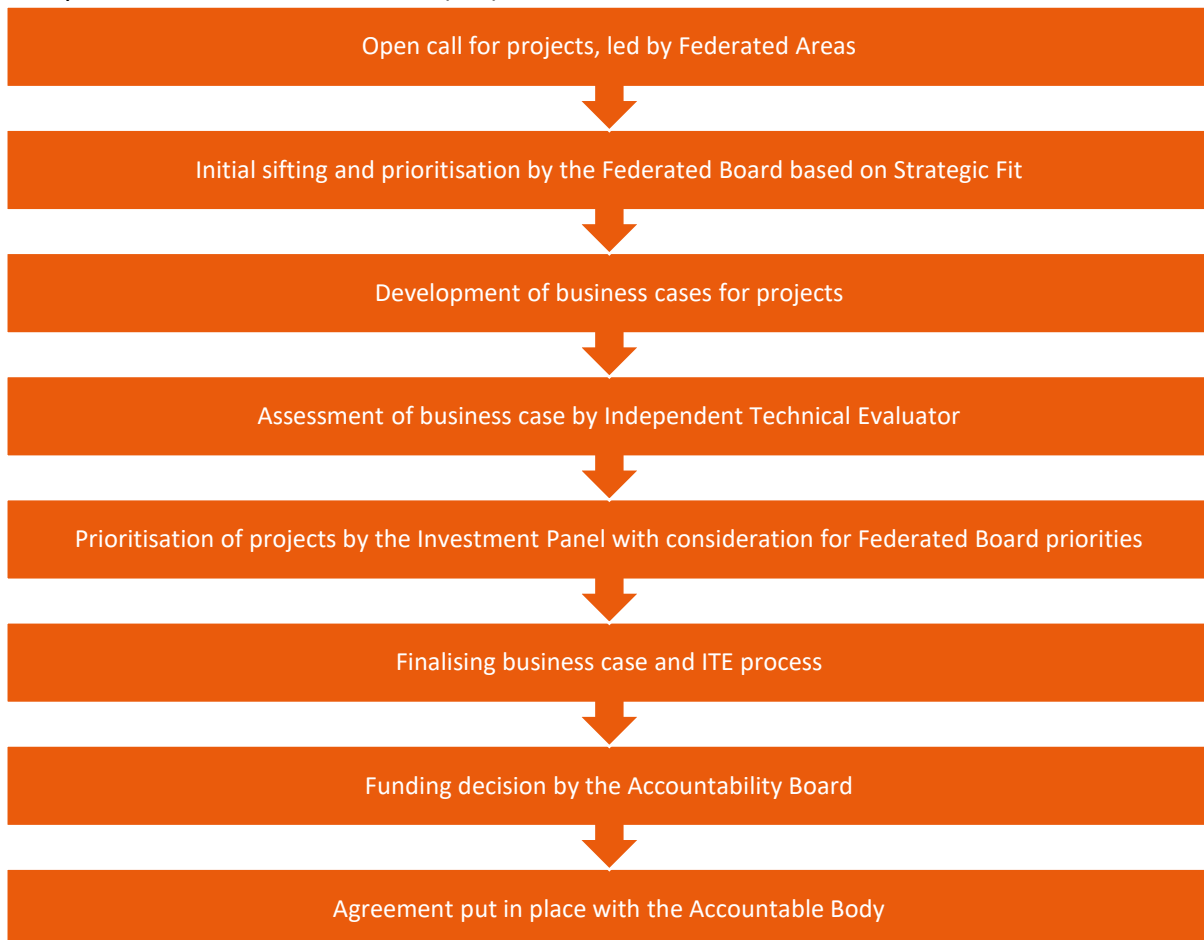 Open call for projects, led by Federated Areas
Initial sifting and prioritisation by the Federated Board based on Strategic Fit
Development of business cases for projects
Assessment of business case by Independent Technical Evaluator
Prioritisation of projects by the Investment Panel with consideration for Federated Board priorities
Finalising business case and ITE process
Funding decision by the Accountability Board
Agreement put in place with the Accountable Body